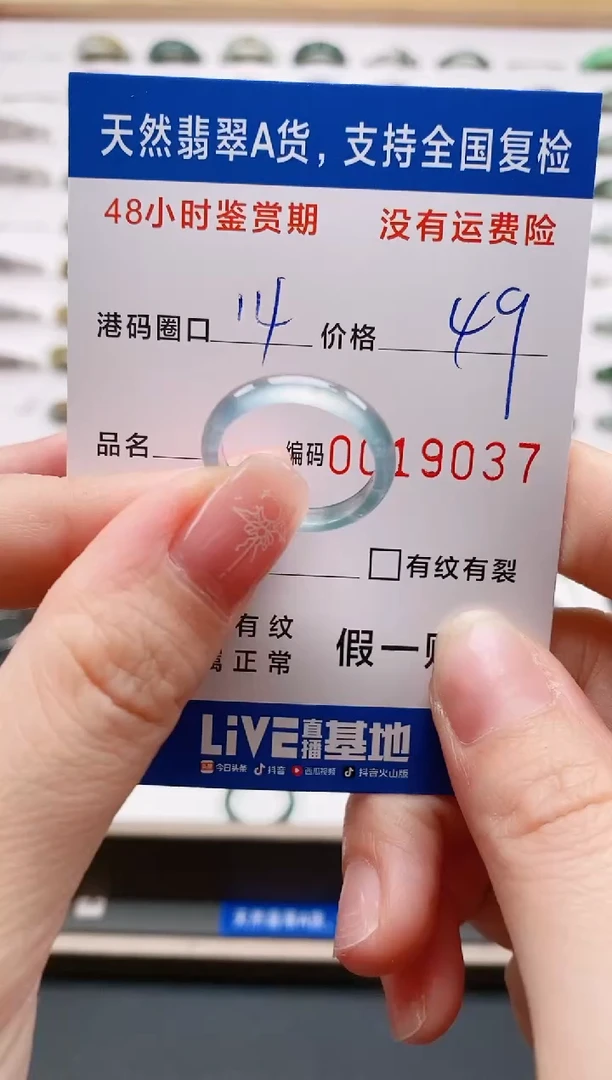 天然翡翠A货，支持全国复检
48小时鉴赏期 没有运费险
港码圈口 14 价格 49
品名 编码 0019037
有纹有裂
有纹
正常 假一
LiVE直播基地
今日头条 抖音 西瓜视频 抖音火山版